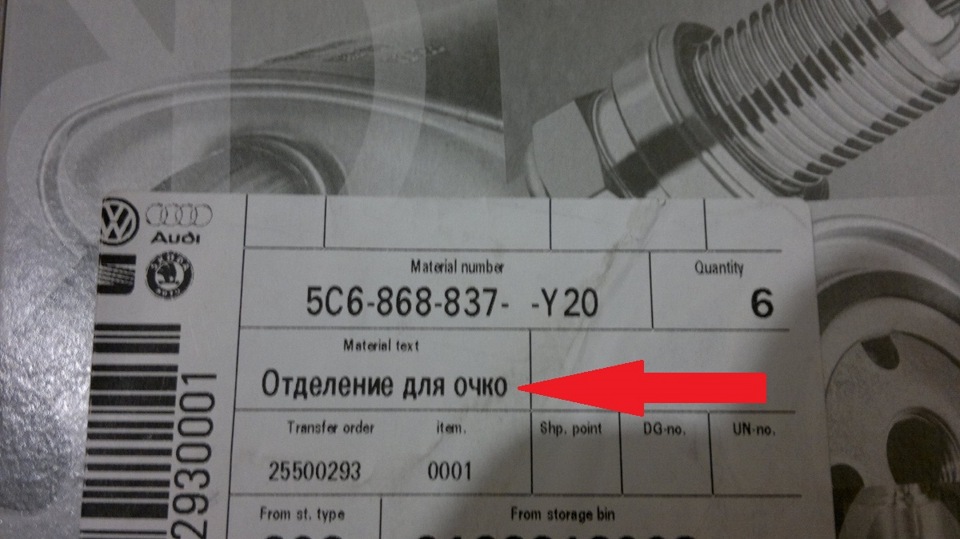 Audi
Material number
Quantity
5C6-868-837- -Y20
6
Material text
Отделение для очко
Transfer order
item.
Shp. point
DG-no.
UN-no.
25500293
0001
2930001
From st. type
From storage bin